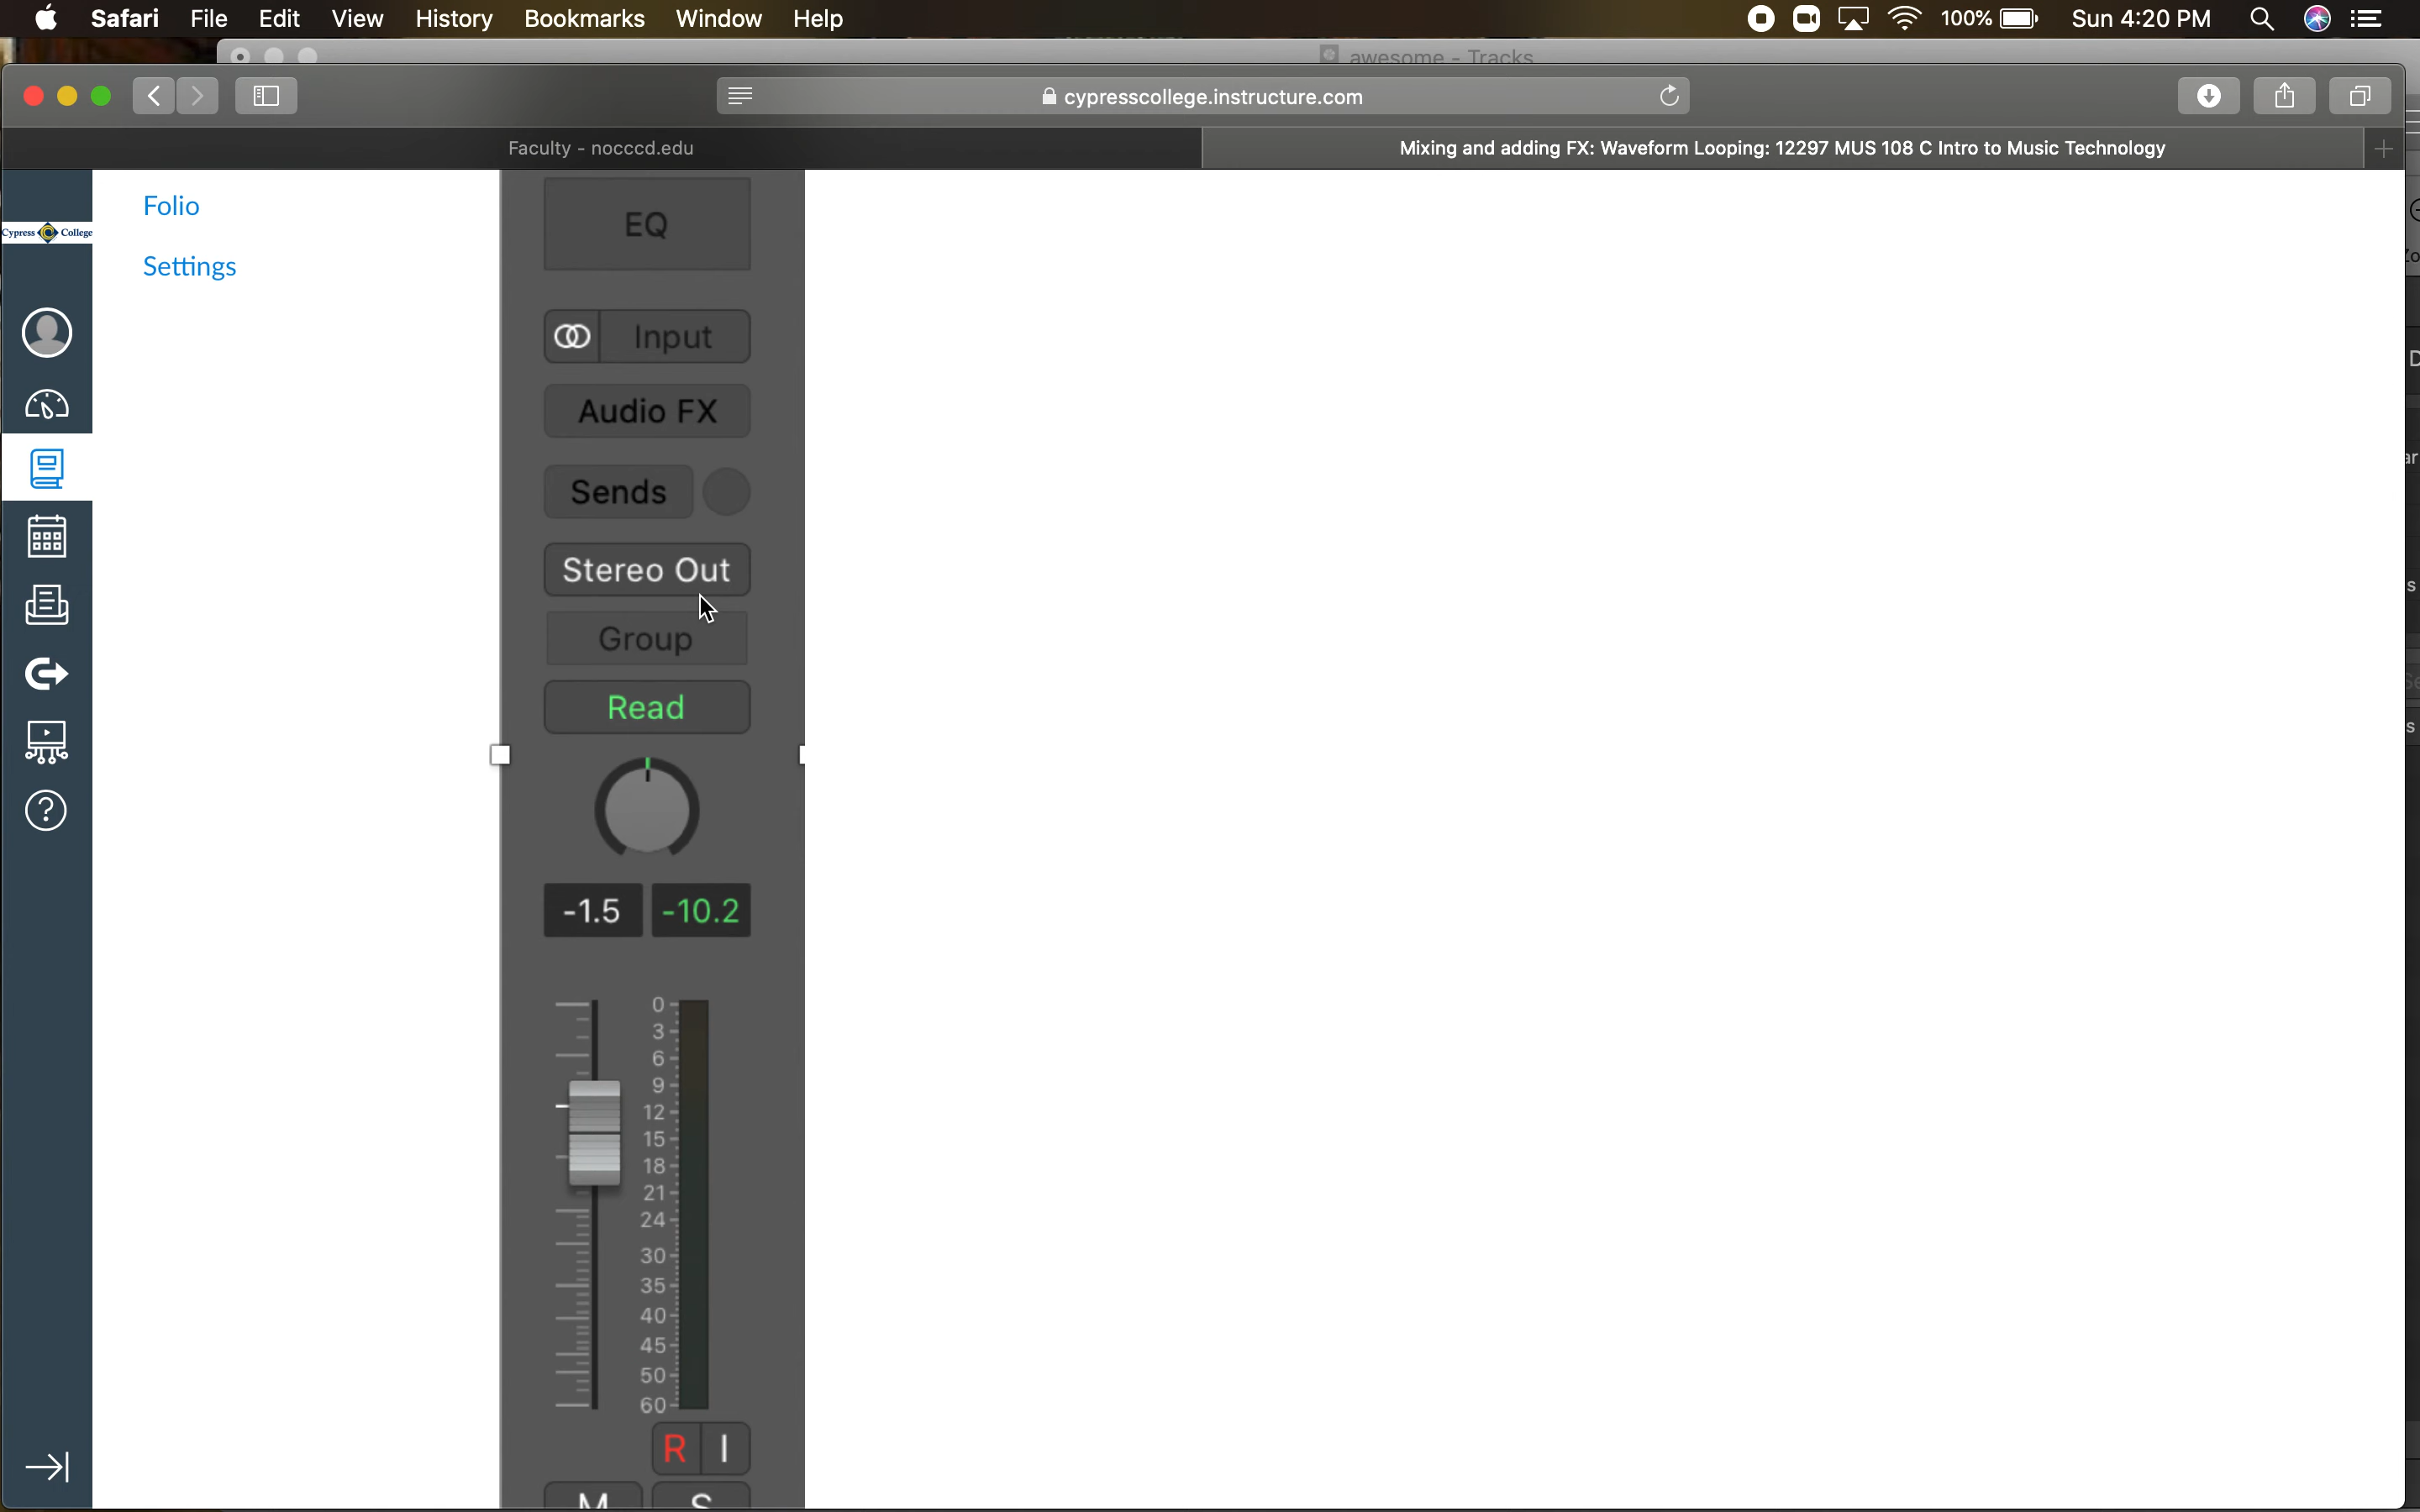 Safari File Edit View History Bookmarks Window Help 100% Sun 4:20 PM
awesome - Tracks
cypresscollege.instructure.com
Faculty - nocccd.edu
Mixing and adding FX: Waveform Looping: 12297 MUS 108 C Intro to Music Technology
Cypress College
Folio
Settings
EQ
Input
Audio FX
Sends
Stereo Out
Group
Read
-1.5 -10.2
0
3
6
9
12
15
18
21
24
30
35
40
45
50
60
R I
M S